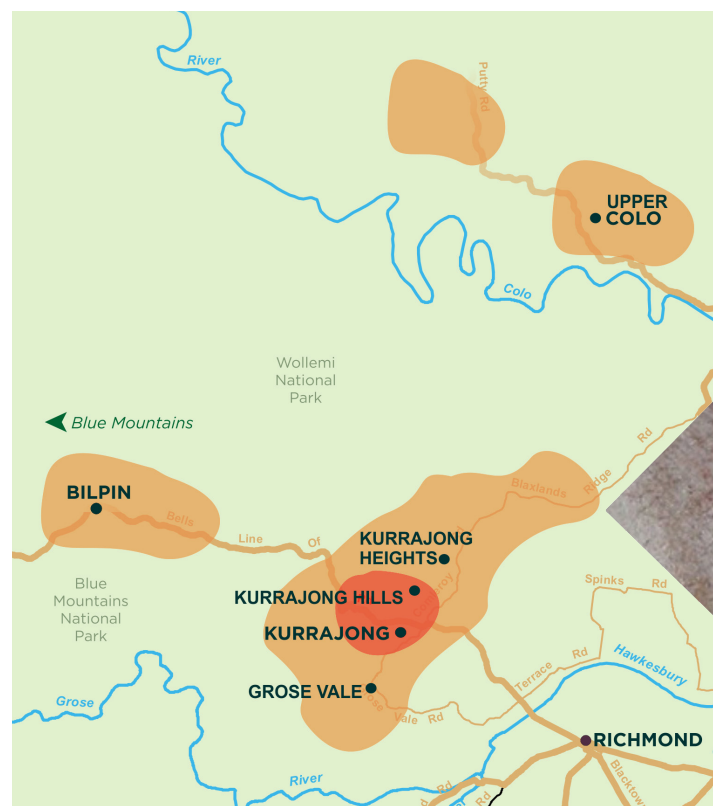 River
Putty Rd
UPPER
COLO
Colo
Wollemi
National
Park
Blue Mountains
Rd
Ridge
Blaxlands
BILPIN
Bells
Line
Of
KURRAJONG
HEIGHTS
Rd
KURRAJONG HILLS
KURRAJONG
Blue
Mountains
National
Park
Spinks
Rd
Hawkesbury
Rd
Terrace
GROSE VALE
Vale
Rd
Grose
RICHMOND
River
Rd
Rd